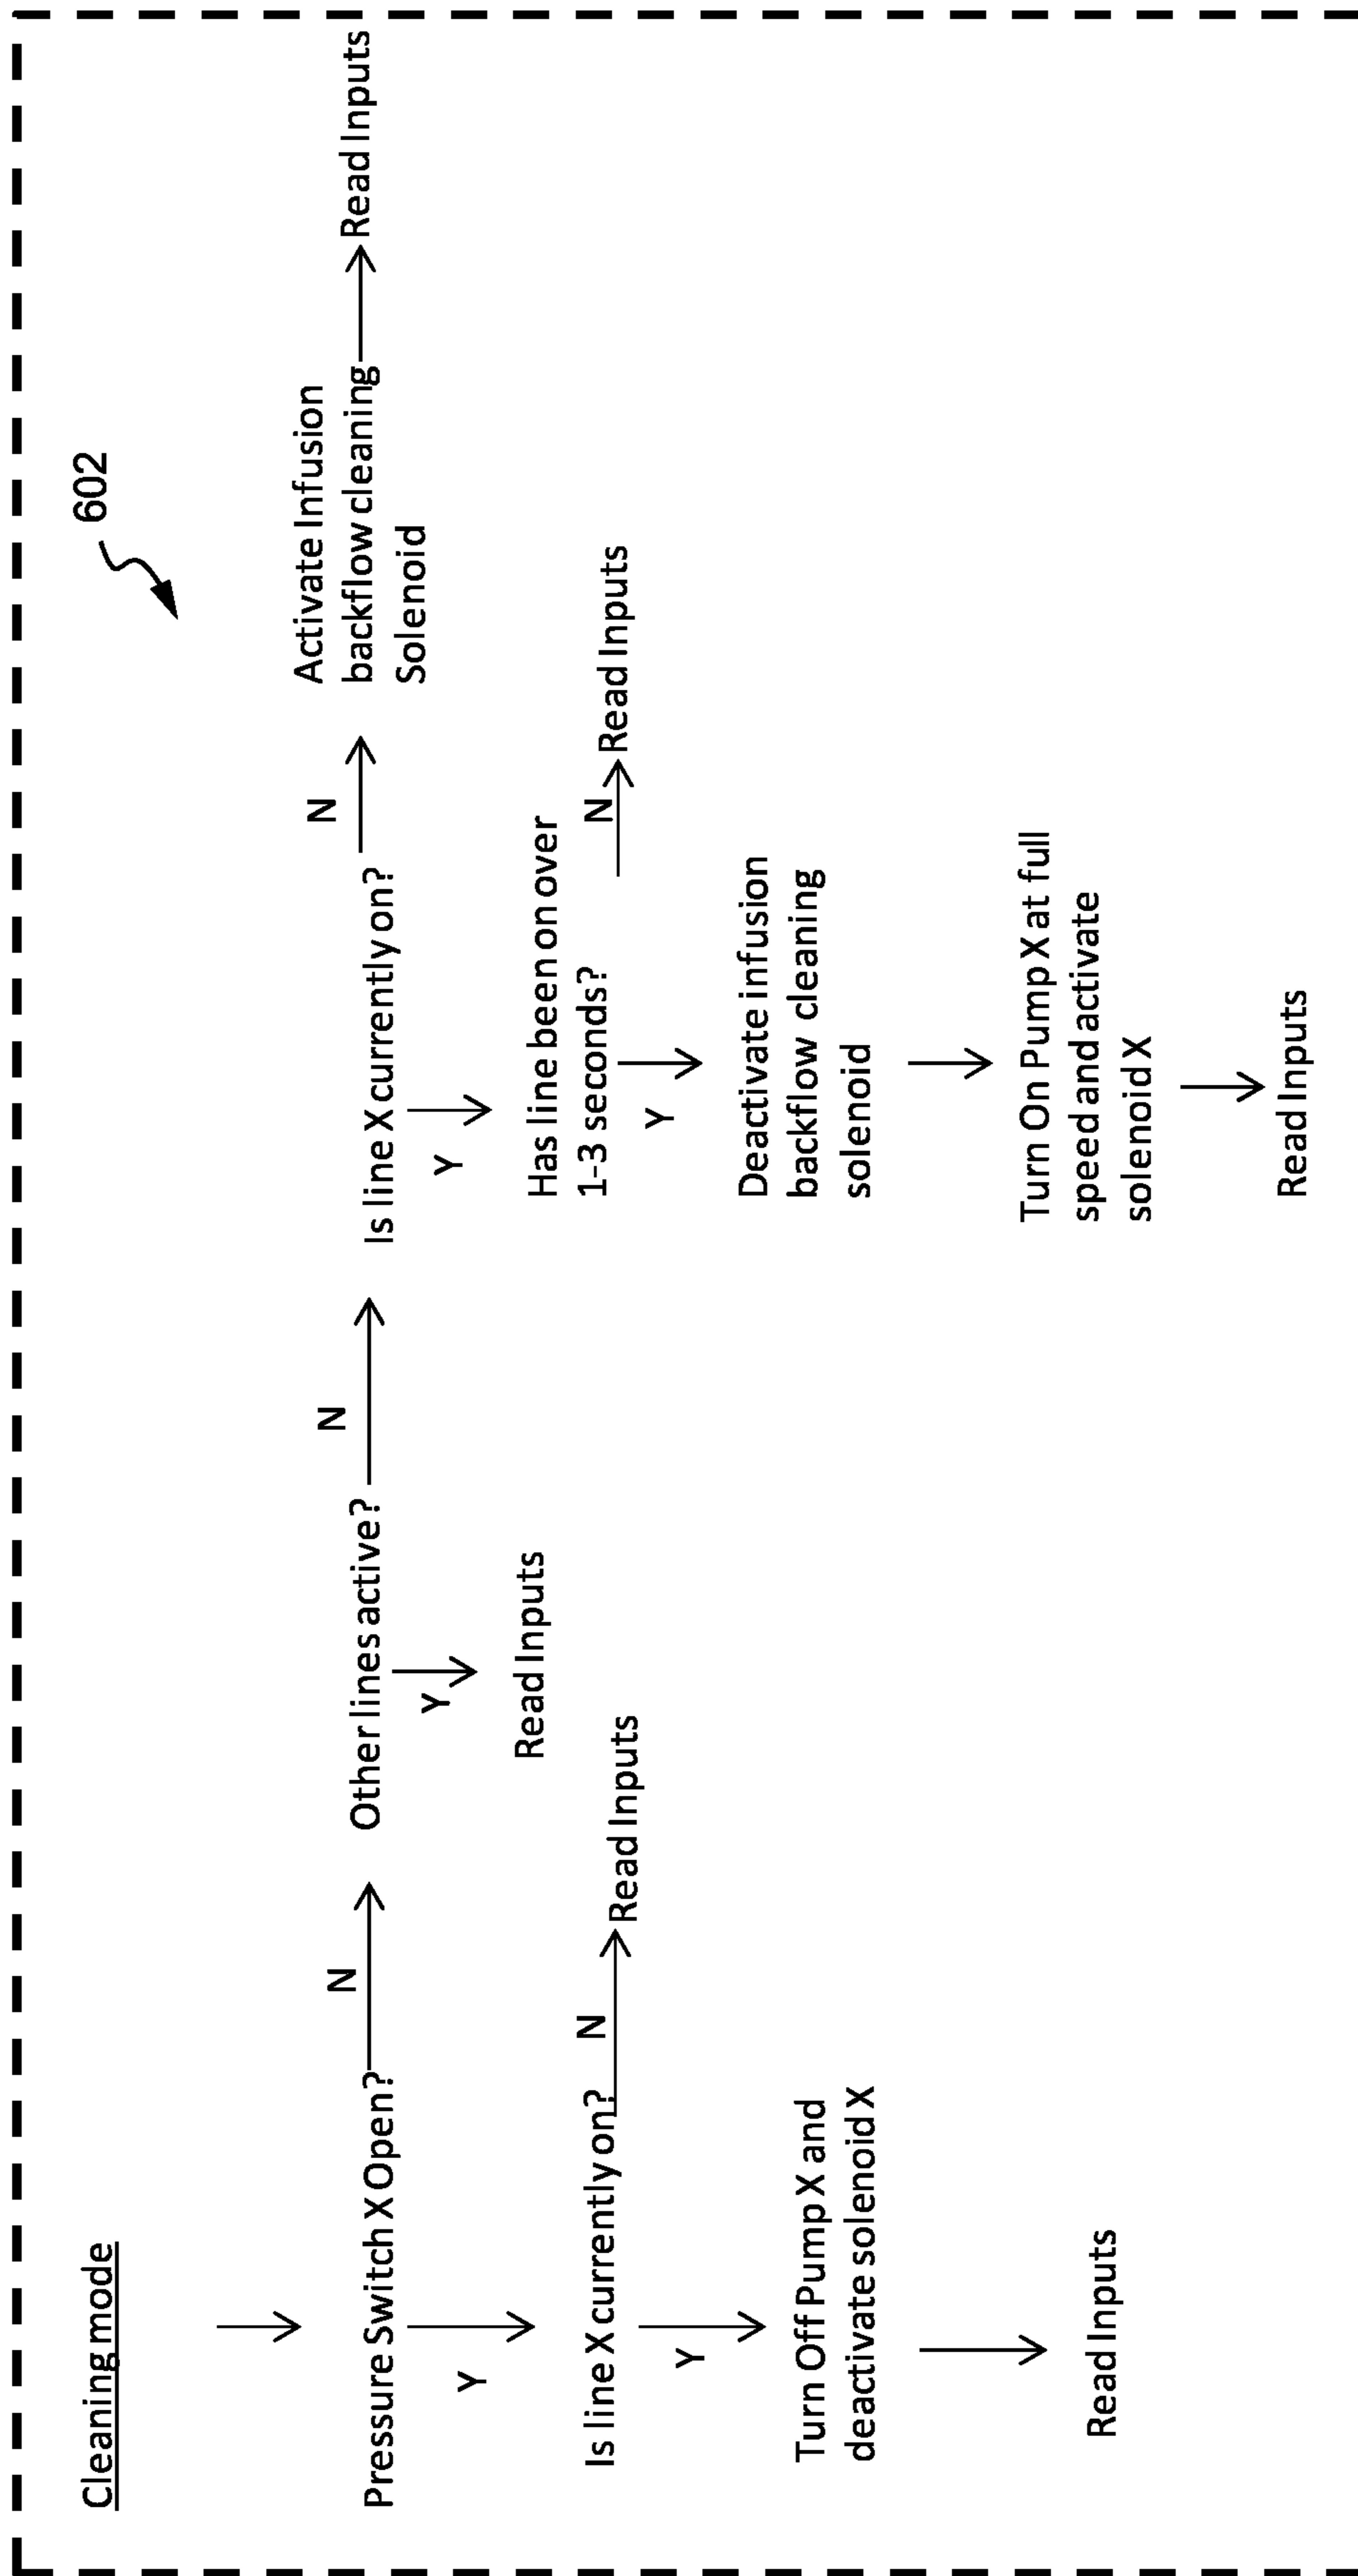 Cleaning mode
602
Pressure Switch X Open?
N
Other lines active?
N
Is line X currently on?
N
Activate Infusion
backflow cleaning
Solenoid
Read Inputs
Y
Is line X currently on?
N
Read Inputs
Y
Turn Off Pump X and
deactivate solenoid X
Read Inputs
Y
Read Inputs
Y
Has line been on over
1-3 seconds?
N
Read Inputs
Y
Deactivate infusion
backflow cleaning
solenoid
Turn On Pump X at full
speed and activate
solenoid X
Read Inputs